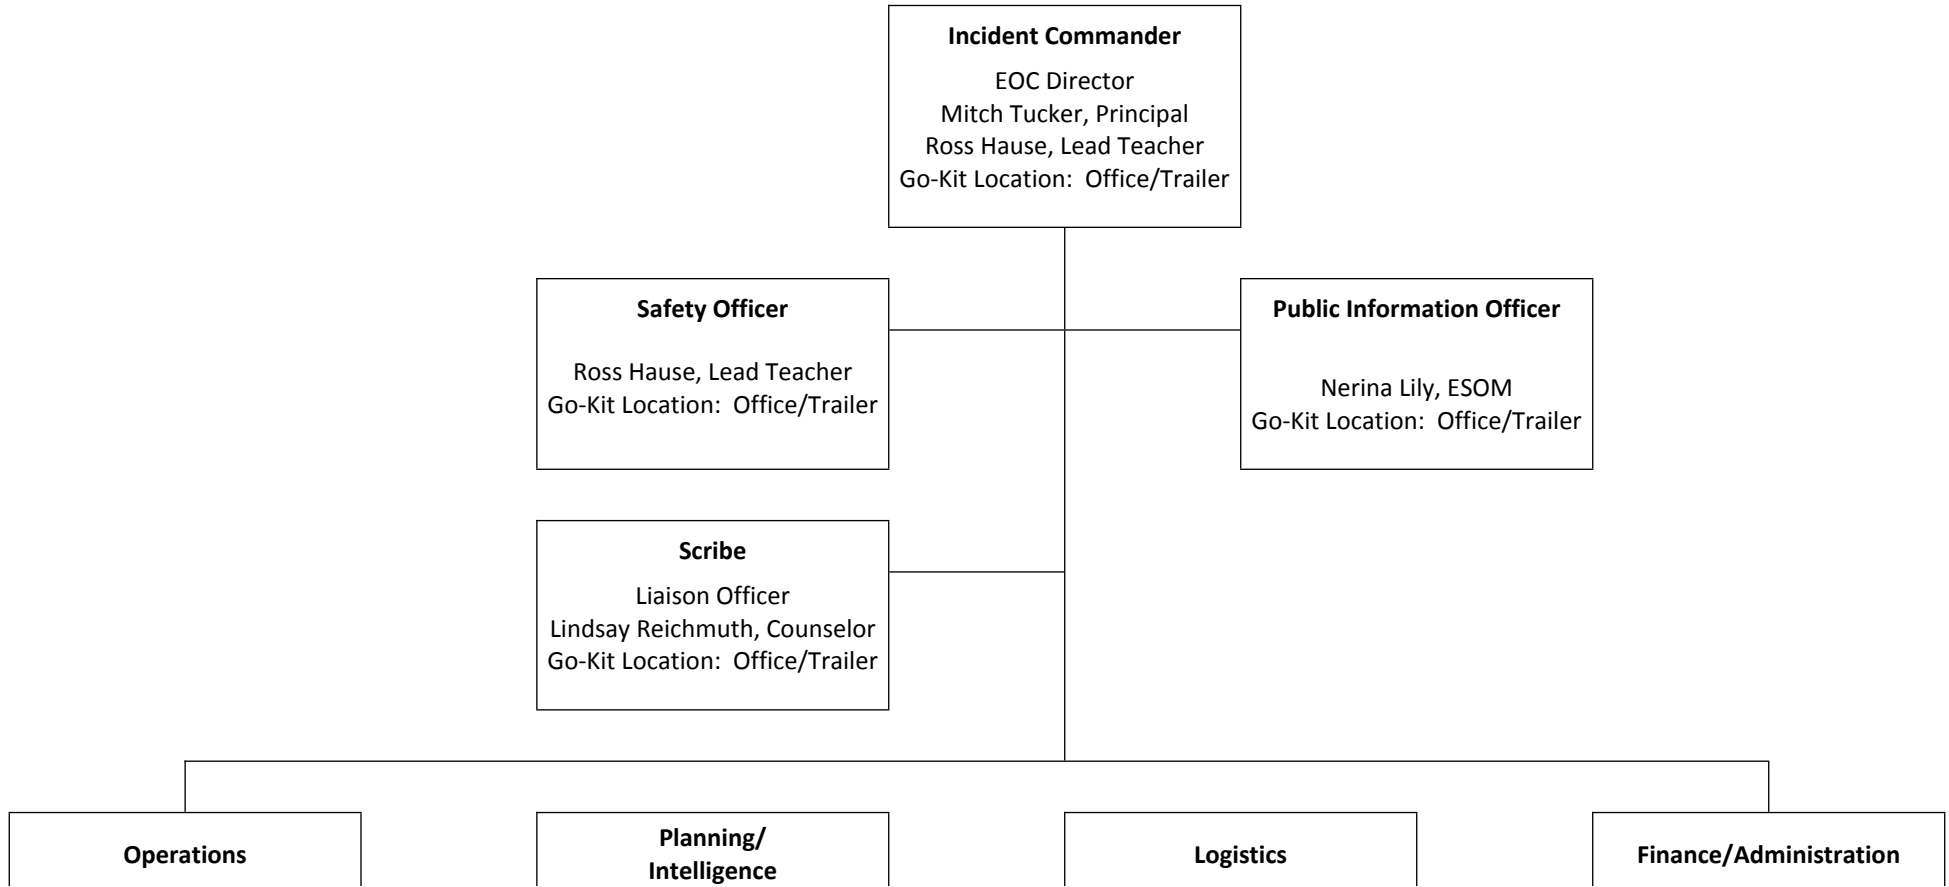 Incident Commander
EOC Director
Mitch Tucker, Principal
Ross Hause, Lead Teacher
Go-Kit Location:  Office/Trailer
Safety Officer
Ross Hause, Lead Teacher
Go-Kit Location:  Office/Trailer
Public Information Officer
Nerina Lily, ESOM
Go-Kit Location:  Office/Trailer
Scribe
Liaison Officer
Lindsay Reichmuth, Counselor
Go-Kit Location:  Office/Trailer
Operations
Planning/
Intelligence
Logistics
Finance/Administration